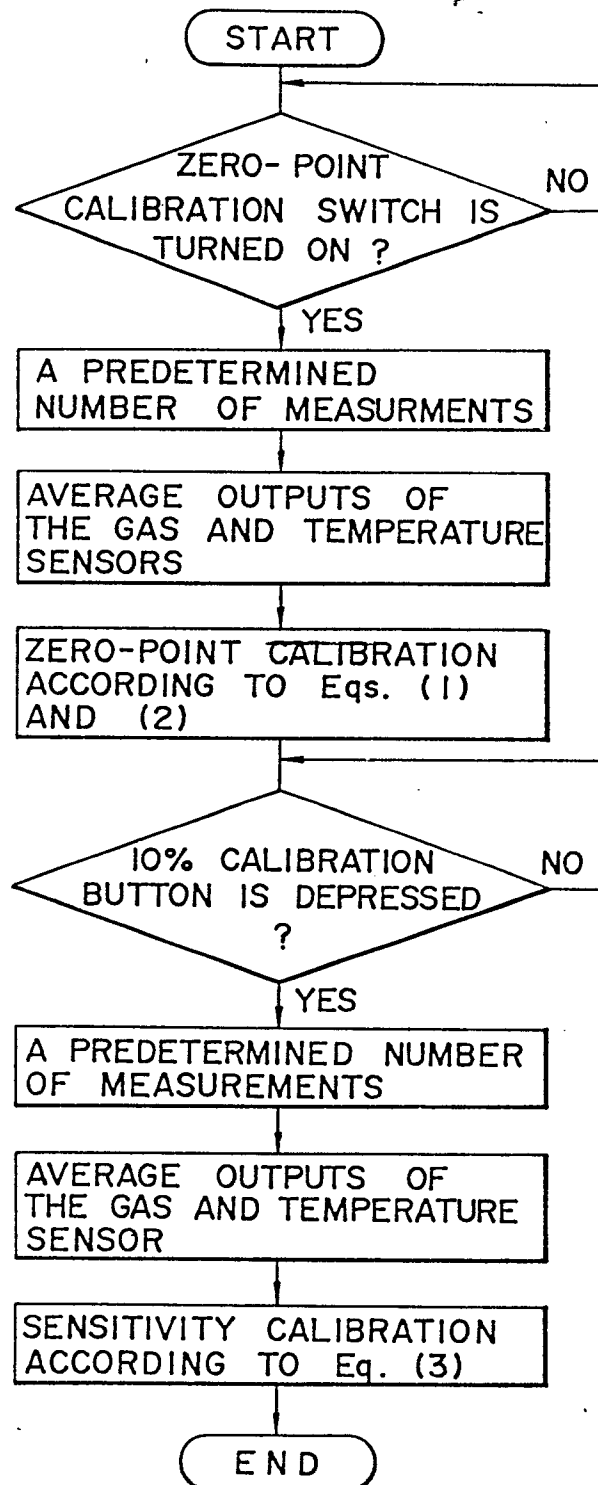 START
ZERO-POINT
CALIBRATION SWITCH IS
TURNED ON ?
NO
YES
A PREDETERMINED
NUMBER OF MEASURMENTS
AVERAGE OUTPUTS OF
THE GAS AND TEMPERATURE
SENSORS
ZERO-POINT CALIBRATION
ACCORDING TO Eqs. (1)
AND (2)
10% CALIBRATION
BUTTON IS DEPRESSED
?
NO
YES
A PREDETERMINED NUMBER
OF MEASUREMENTS
AVERAGE OUTPUTS OF
THE GAS AND TEMPERATURE
SENSOR
SENSITIVITY CALIBRATION
ACCORDING TO Eq. (3)
END